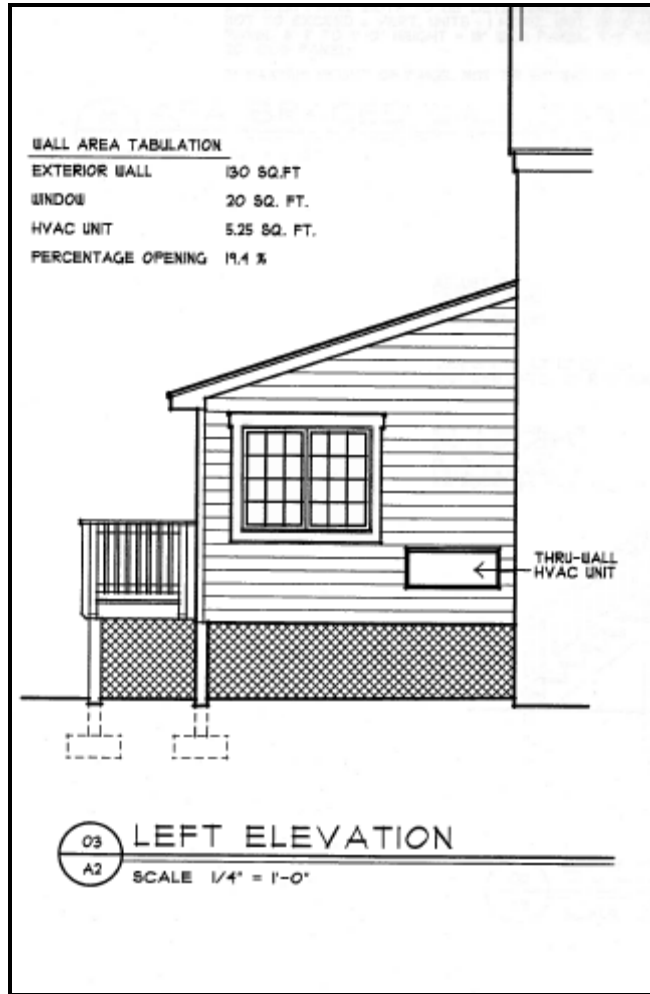 WALL AREA TABULATION
EXTERIOR WALL 130 SQ.FT
WINDOW 20 SQ. FT.
HVAC UNIT 5.25 SQ. FT.
PERCENTAGE OPENING 19.4 %
THRU-WALL
HVAC UNIT
03 LEFT ELEVATION
A2 SCALE 1/4" = 1'-0"